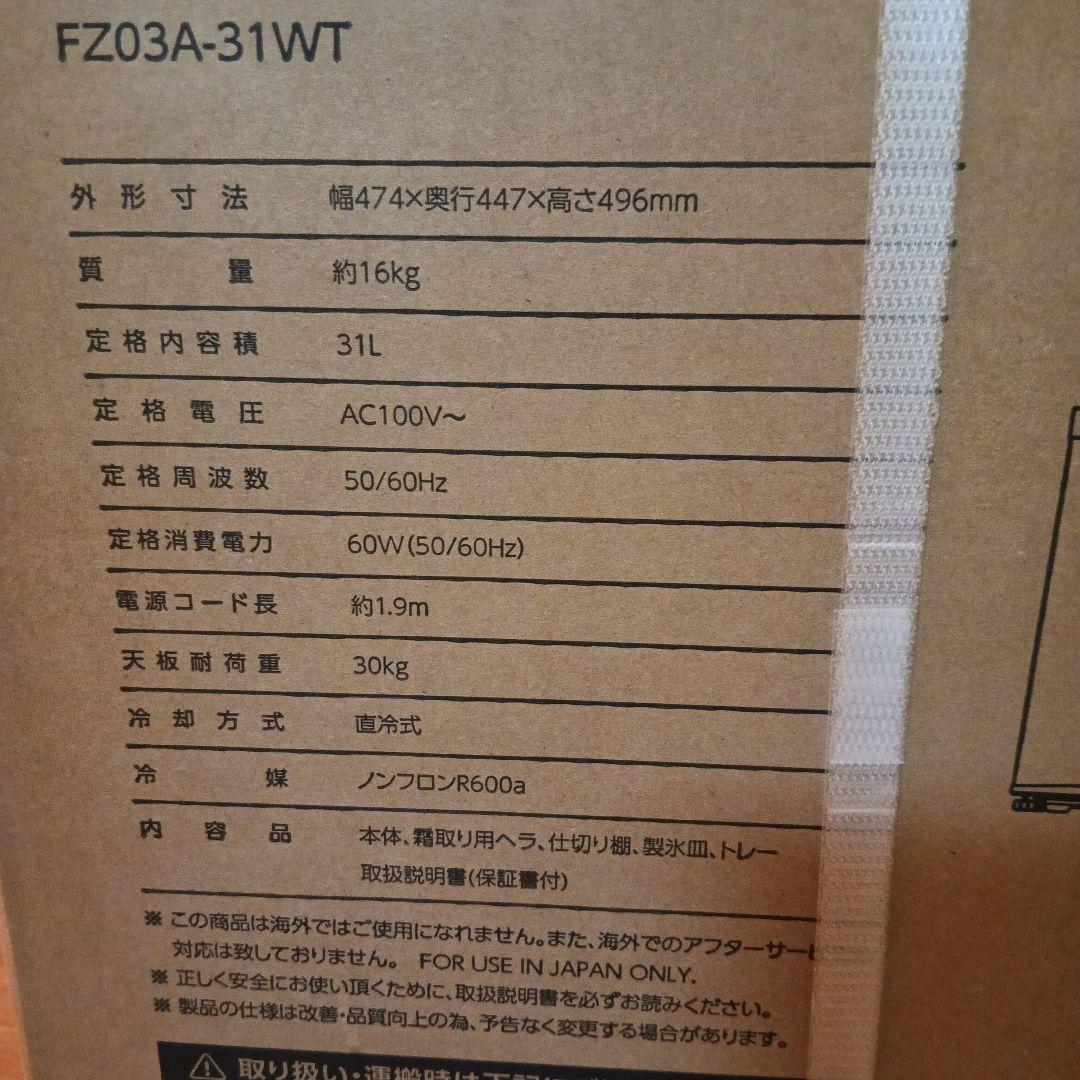 FZ03A-31WT
外形寸法 幅474×奥行447×高さ496mm
質量 約16kg
定格内容積 31L
定格電圧 AC100V〜
定格周波数 50/60Hz
定格消費電力 60W(50/60Hz)
電源コード長 約1.9m
天板耐荷重 30kg
冷却方式 直冷式
冷媒 ノンフロンR600a
内容品 本体、霜取り用ヘラ、仕切り棚、製氷皿、トレー
取扱説明書(保証書付)
※ この商品は海外ではご使用になれません。また、海外でのアフターサービ
対応は致しておりません。 FOR USE IN JAPAN ONLY.
※ 正しく安全にお使い頂くために、取扱説明書を必ずお読みください。
※ 製品の仕様は改善・品質向上の為、予告なく変更する場合があります。
取り扱い・運搬時は下記